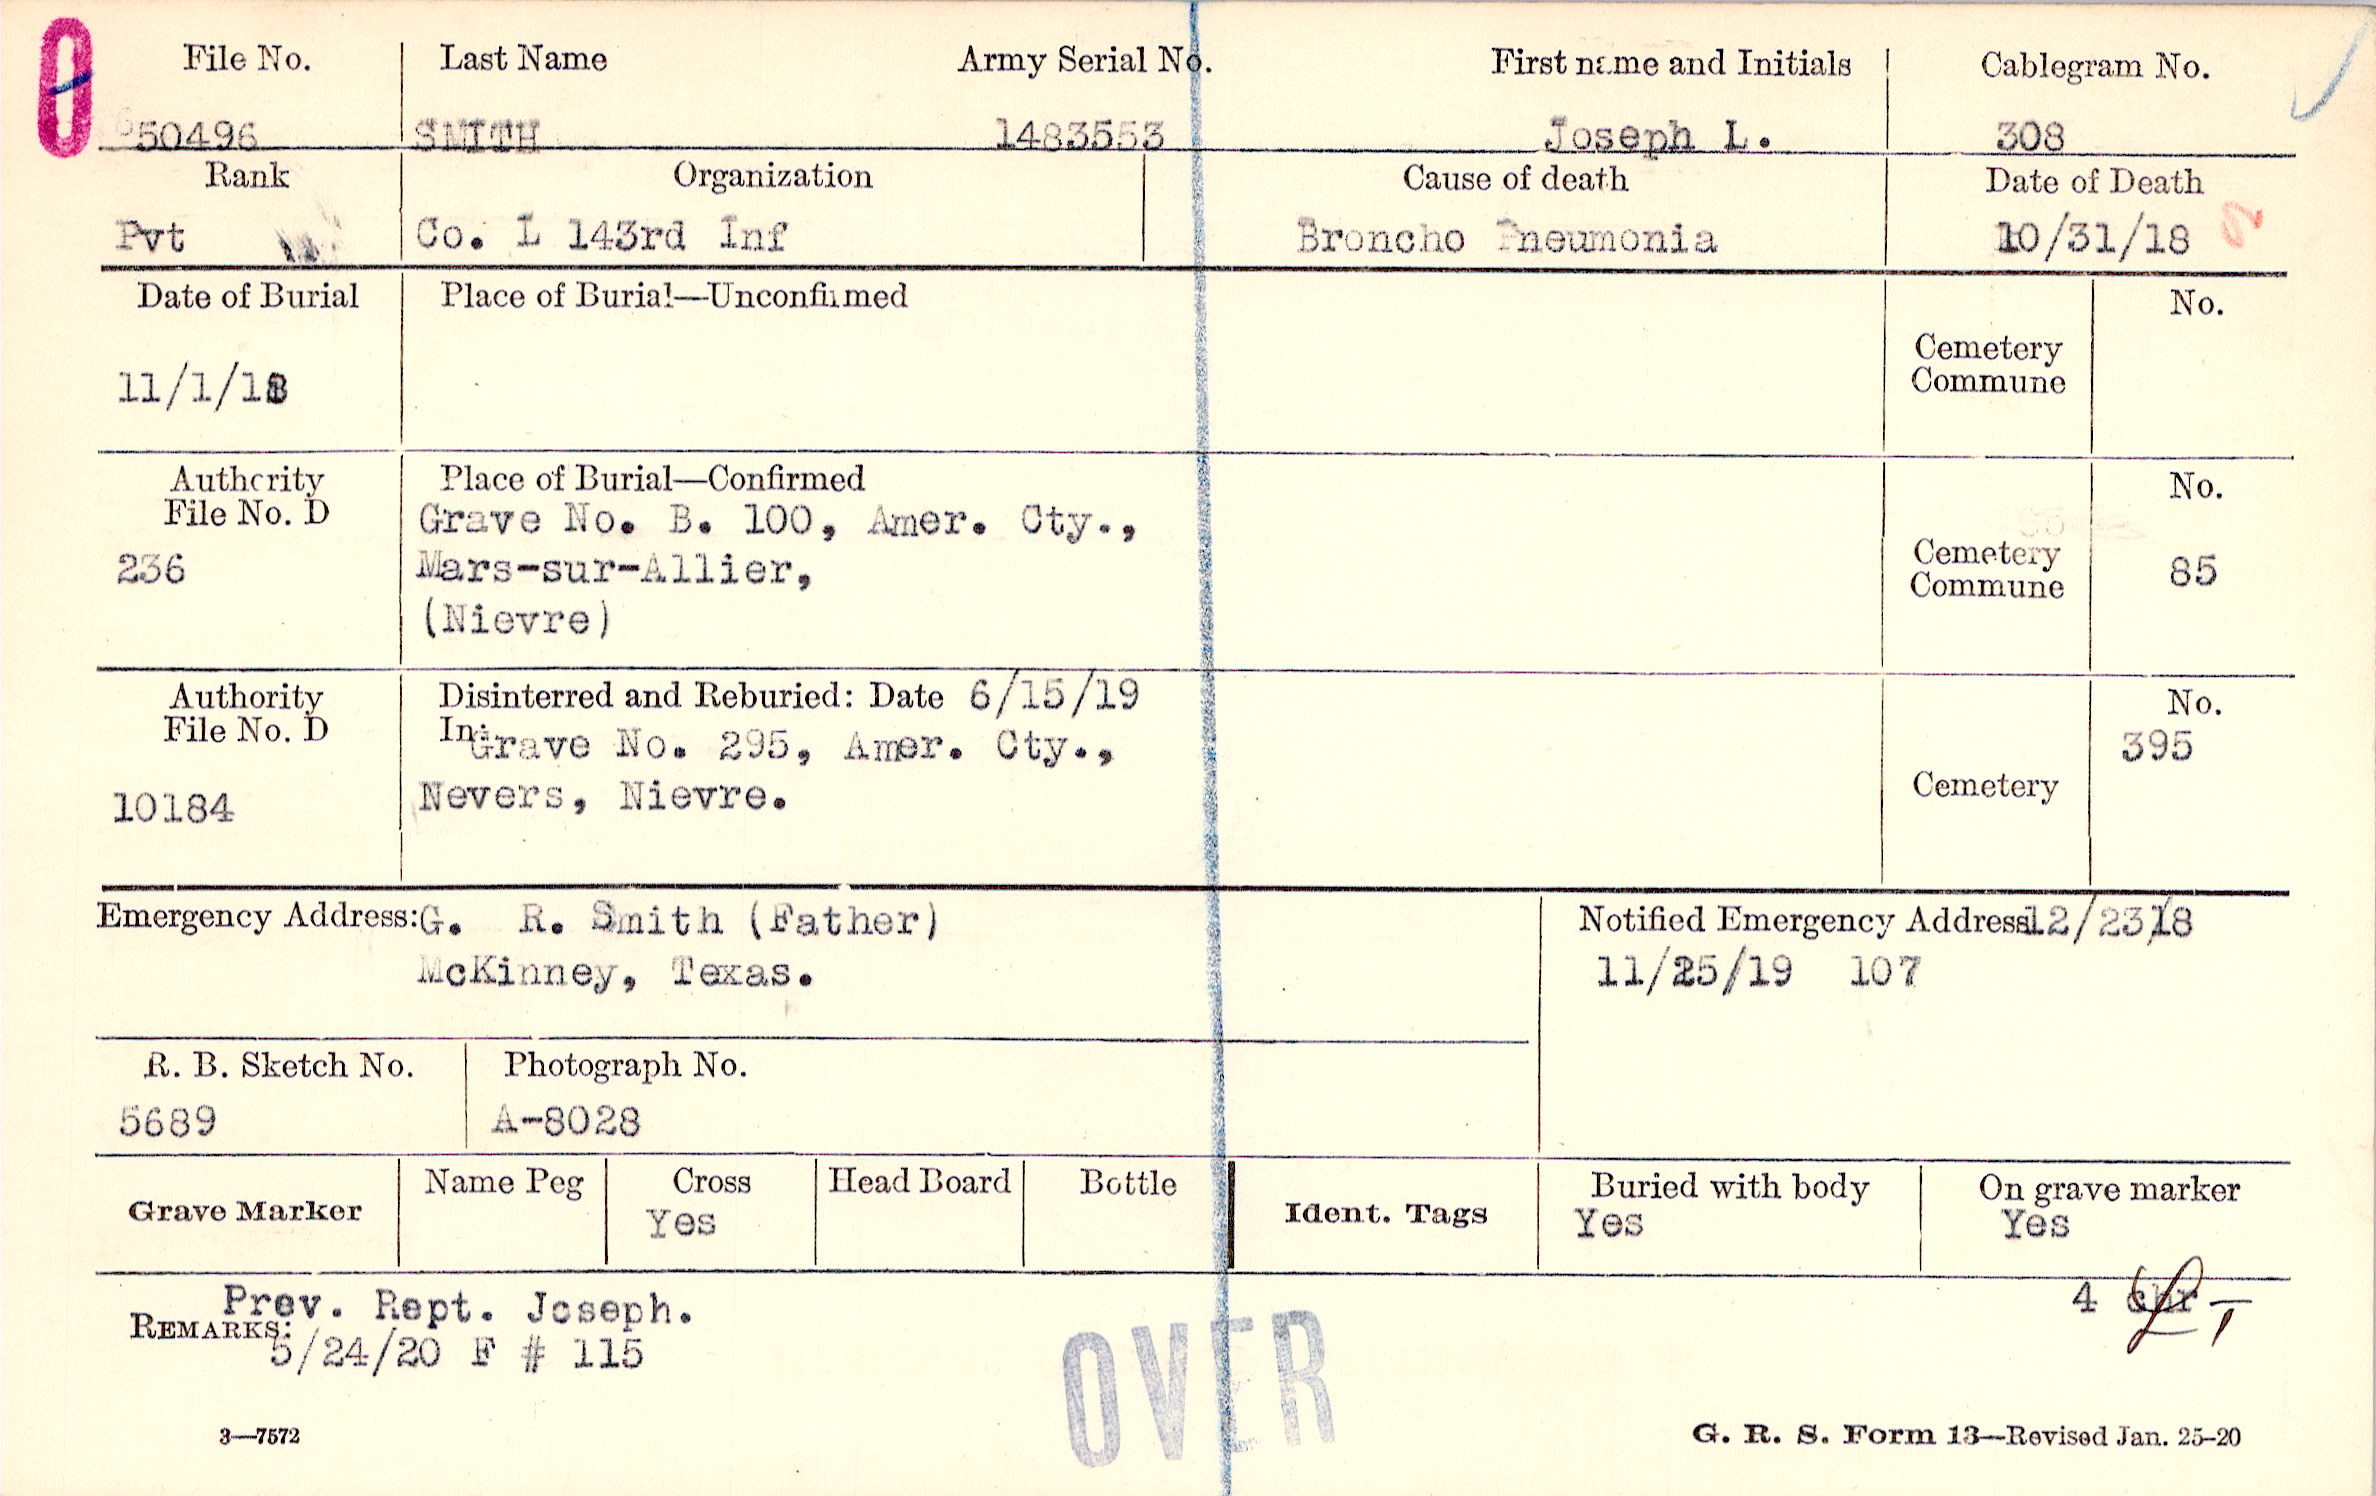 0
File No. Last Name Army Serial No. First name and Initials Cablegram No.
50496 SMITH 1483553 Joseph L. 308
Rank Organization Cause of death Date of Death
Pvt Co. L 143rd Inf Broncho Pneumonia 10/31/18
Date of Burial Place of Burial—Unconfirmed No.
Cemetery
Commune
11/1/18
Authority Place of Burial—Confirmed No.
File No. D Grave No. B. 100, Amer. Cty.,
236 Mars-sur-Allier, Cemetery 85
Commune
(Nievre)
Authority Disinterred and Reburied: Date 6/15/19 No.
File No. D In: Grave No. 295, Amer. Cty., 395
10184 Nevers, Nievre. Cemetery
Emergency Address: G. R. Smith (Father) Notified Emergency Address 12/23/18
McKinney, Texas. 11/25/19 107
R. B. Sketch No. Photograph No.
5689 A-8028
Grave Marker Name Peg Cross Head Board Bottle Ident. Tags Buried with body On grave marker
Yes Yes Yes
Prev. Rept. Joseph. 4 chr
REMARKS:
5/24/20 F # 115
OVER
3—7572 G. R. S. Form 13—Revised Jan. 25-20